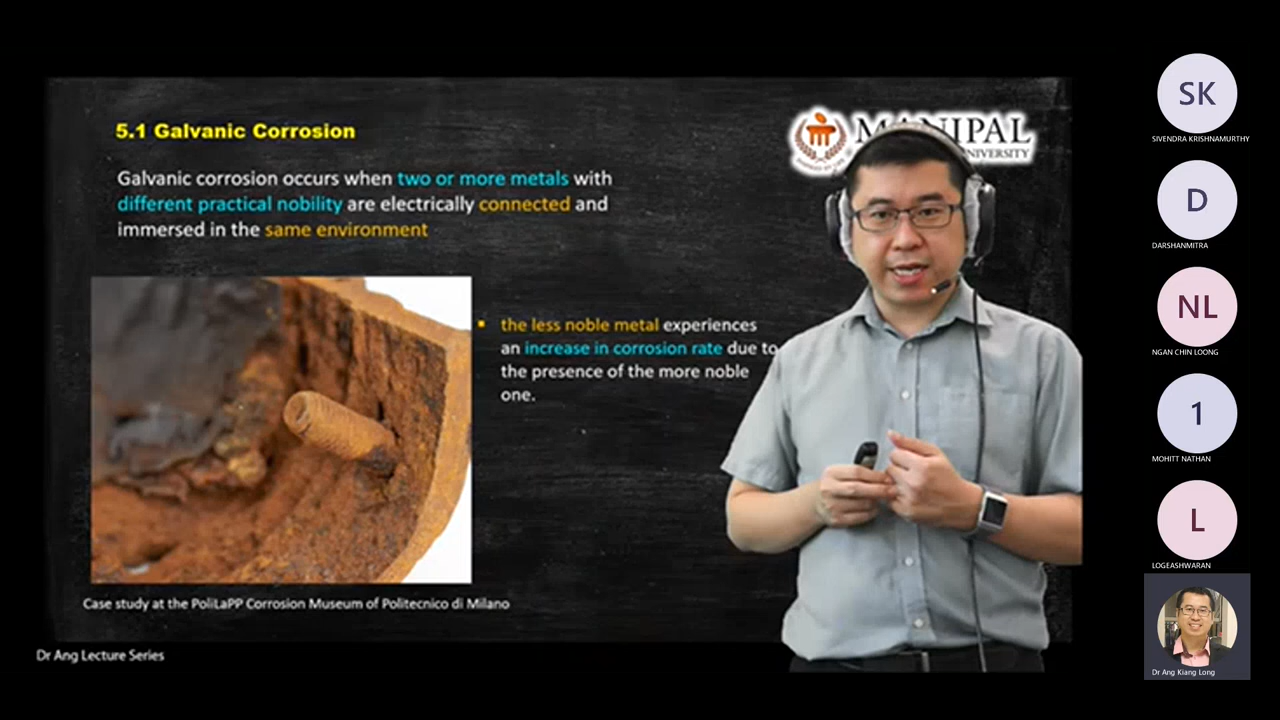 5.1 Galvanic Corrosion
MANIPAL
UNIVERSITY
Galvanic corrosion occurs when two or more metals with
different practical nobility are electrically connected and
immersed in the same environment
▪ the less noble metal experiences
an increase in corrosion rate due to
the presence of the more noble
one.
Case study at the PoliLaPP Corrosion Museum of Politecnico di Milano
Dr Ang Lecture Series
SK
SIVENDRA KRISHNAMURTHY
D
DARSHANMITRA
NL
NGAN CHIN LOONG
1
MOHITT NATHAN
L
LOGEASHWARAN
Dr Ang Kiang Long